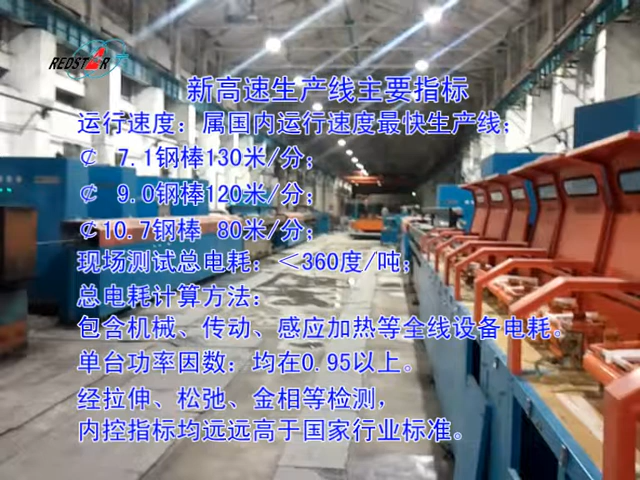 REDSTAR
新高速生产线主要指标
运行速度：属国内运行速度最快生产线；
¢ 7.1钢棒130米/分；
¢ 9.0钢棒120米/分；
¢10.7钢棒 80米/分；
现场测试总电耗：＜360度/吨；
总电耗计算方法：
包含机械、传动、感应加热等全线设备电耗。
单台功率因数：均在0.95以上。
经拉伸、松弛、金相等检测，
内控指标均远远高于国家行业标准。